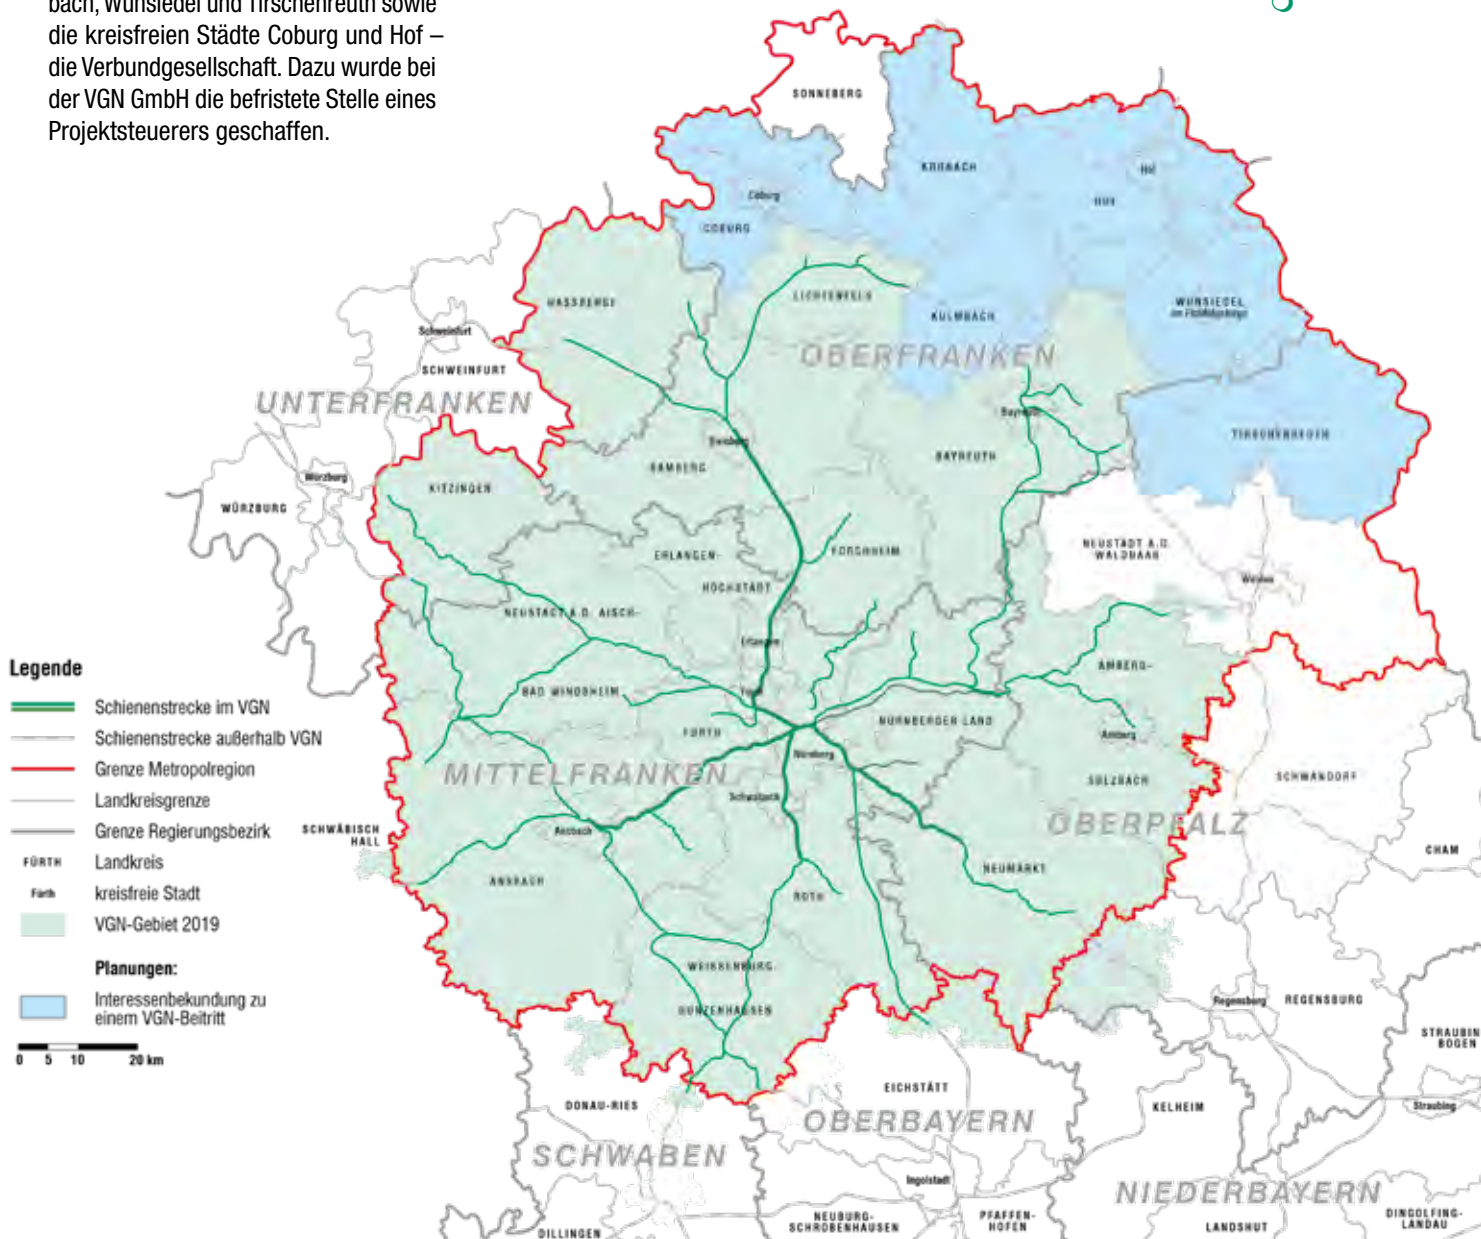 bach, Wunsiedel und Tirschenreuth sowie
die kreisfreien Städte Coburg und Hof –
die Verbundgesellschaft. Dazu wurde bei
der VGN GmbH die befristete Stelle eines
Projektsteuerers geschaffen.
SONNEBERG
KRONACH
Hof
HOF
Coburg
COBURG
LICHTENFELS
HASSBERGE
KULMBACH
WUNSIEDEL
im Fichtelgebirge
Schweinfurt
SCHWEINFURT
OBERFRANKEN
UNTERFRANKEN
Bayreuth
TIRSCHENREUTH
Bamberg
BAMBERG
BAYREUTH
KITZINGEN
Würzburg
WÜRZBURG
NEUSTADT A.D.
WALDNAAB
ERLANGEN-
HÖCHSTADT
FORCHHEIM
Weiden
NEUSTADT A.D. AISCH-
BAD WINDSHEIM
Erlangen
Fürth
FÜRTH
NÜRNBERGER LAND
Nürnberg
AMBERG-
SULZBACH
Amberg
MITTELFRANKEN
Schwabach
SCHWANDORF
OBERPFALZ
SCHWÄBISCH
HALL
Ansbach
ANSBACH
ROTH
NEUMARKT
CHAM
WEISSENBURG-
GUNZENHAUSEN
Regensburg
REGENSBURG
STRAUBIN
BOGEN
Straubing
EICHSTÄTT
DONAU-RIES
KELHEIM
OBERBAYERN
SCHWABEN
Ingolstadt
NIEDERBAYERN
DILLINGEN
NEUBURG-
SCHROBENHAUSEN
PFAFFEN-
HOFEN
LANDSHUT
DINGOLFING-
LANDAU
Legende
Schienenstrecke im VGN
Schienenstrecke außerhalb VGN
Grenze Metropolregion
Landkreisgrenze
Grenze Regierungsbezirk
FÜRTH Landkreis
Fürth kreisfreie Stadt
VGN-Gebiet 2019
Planungen:
Interessenbekundung zu
einem VGN-Beitritt
0 5 10 20 km